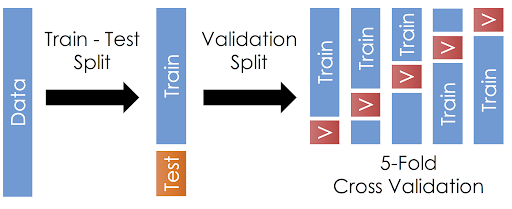 Data
Train - Test
Split
Train
Test
Validation
Split
Train
V
Train
V
Train
V
V
Train
V
Train
5-Fold
Cross Validation